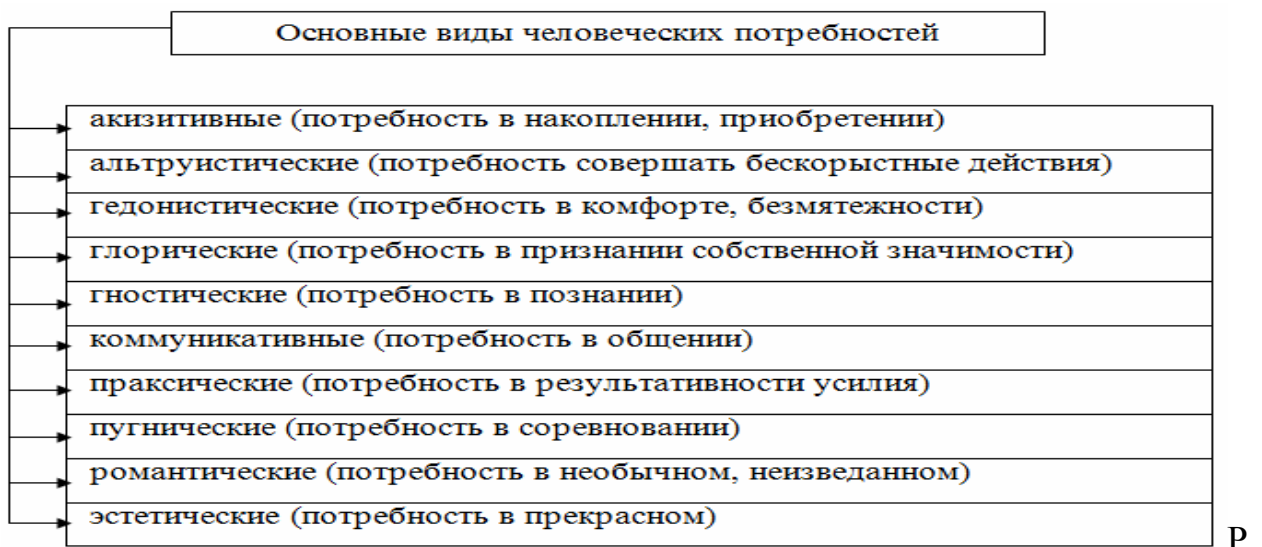 Основные виды человеческих потребностей
акизитивные (потребность в накоплении, приобретении)
альтруистические (потребность совершать бескорыстные действия)
гедонистические (потребность в комфорте, безмятежности)
глорические (потребность в признании собственной значимости)
гностические (потребность в познании)
коммуникативные (потребность в общении)
праксические (потребность в результативности усилия)
пугнические (потребность в соревновании)
романтические (потребность в необычном, неизведанном)
эстетические (потребность в прекрасном)
Р